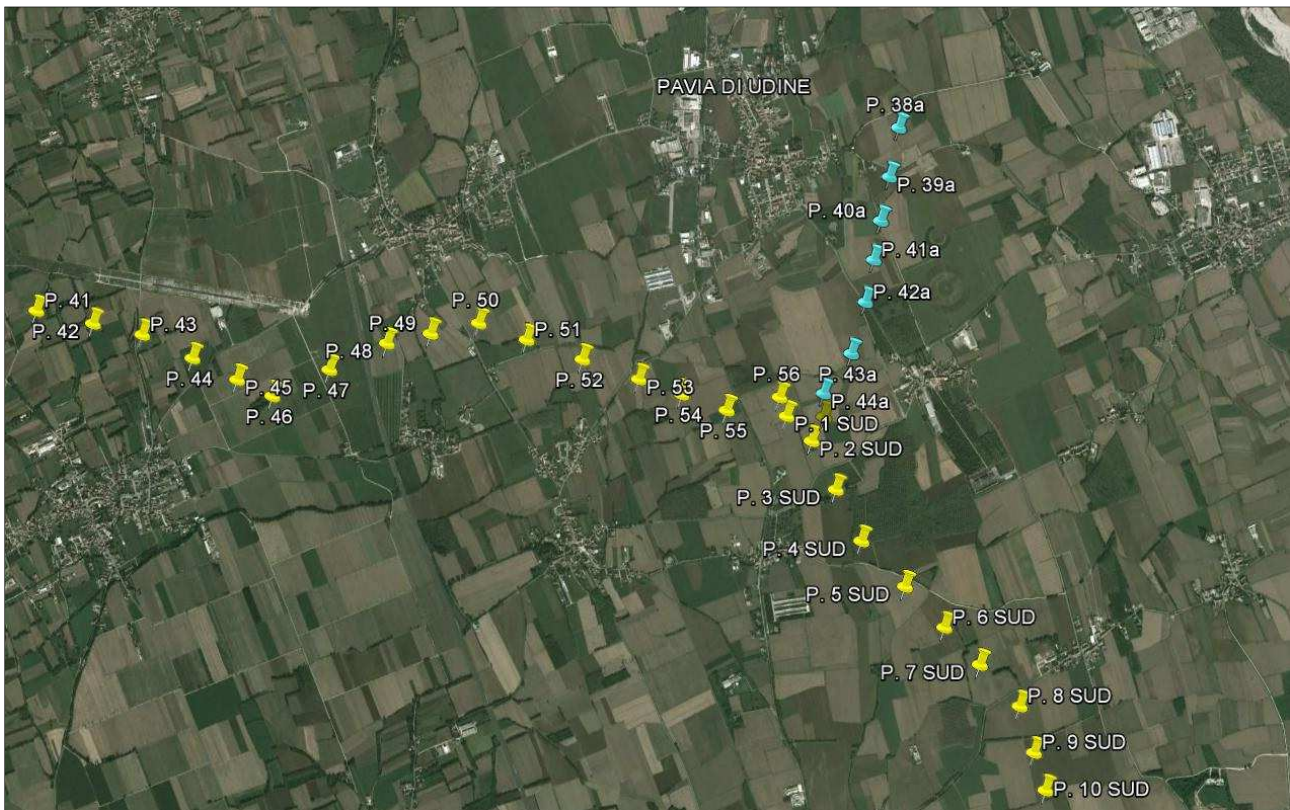 PAVIA DI UDINE
P. 38a
P. 39a
P. 40a
P. 41a
P. 42a
P. 43a
P. 44a
P. 41
P. 42
P. 43
P. 44
P. 45
P. 46
P. 47
P. 48
P. 49
P. 50
P. 51
P. 52
P. 53
P. 54
P. 55
P. 56
P. 1 SUD
P. 2 SUD
P. 3 SUD
P. 4 SUD
P. 5 SUD
P. 6 SUD
P. 7 SUD
P. 8 SUD
P. 9 SUD
P. 10 SUD